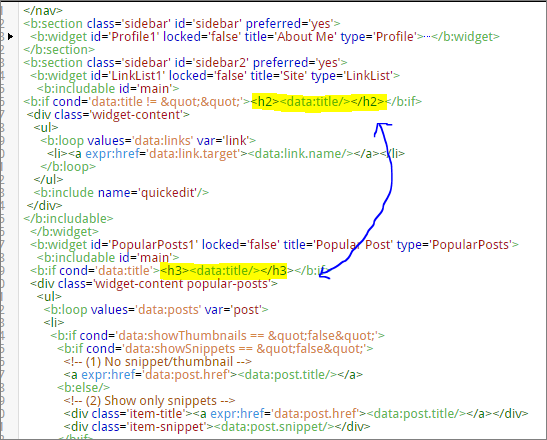 </nav>
<b:section class='sidebar' id='sidebar' preferred='yes'>
<b:widget id='Profile1' locked='false' title='About Me' type='Profile'>···</b:widget>
</b:section>
<b:section class='sidebar' id='sidebar2' preferred='yes'>
<b:widget id='LinkList1' locked='false' title='Site' type='LinkList'>
<b:includable id='main'>
<b:if cond='data:title != &quot;&quot;'><h2><data:title/></h2></b:if>
<div class='widget-content'>
<ul>
<b:loop values='data:links' var='link'>
<li><a expr:href='data:link.target'><data:link.name/></a></li>
</b:loop>
</ul>
<b:include name='quickedit'/>
</div>
</b:includable>
</b:widget>
<b:widget id='PopularPosts1' locked='false' title='Popular Post' type='PopularPosts'>
<b:includable id='main'>
<b:if cond='data:title'><h3><data:title/></h3></b:if>
<div class='widget-content popular-posts'>
<ul>
<b:loop values='data:posts' var='post'>
<li>
<b:if cond='data:showThumbnails == &quot;false&quot;'>
<b:if cond='data:showSnippets == &quot;false&quot;'>
<!-- (1) No snippet/thumbnail -->
<a expr:href='data:post.href'><data:post.title/></a>
<b:else/>
<!-- (2) Show only snippets -->
<div class='item-title'><a expr:href='data:post.href'><data:post.title/></a></div>
<div class='item-snippet'><data:post.snippet/></div>
</b:if>